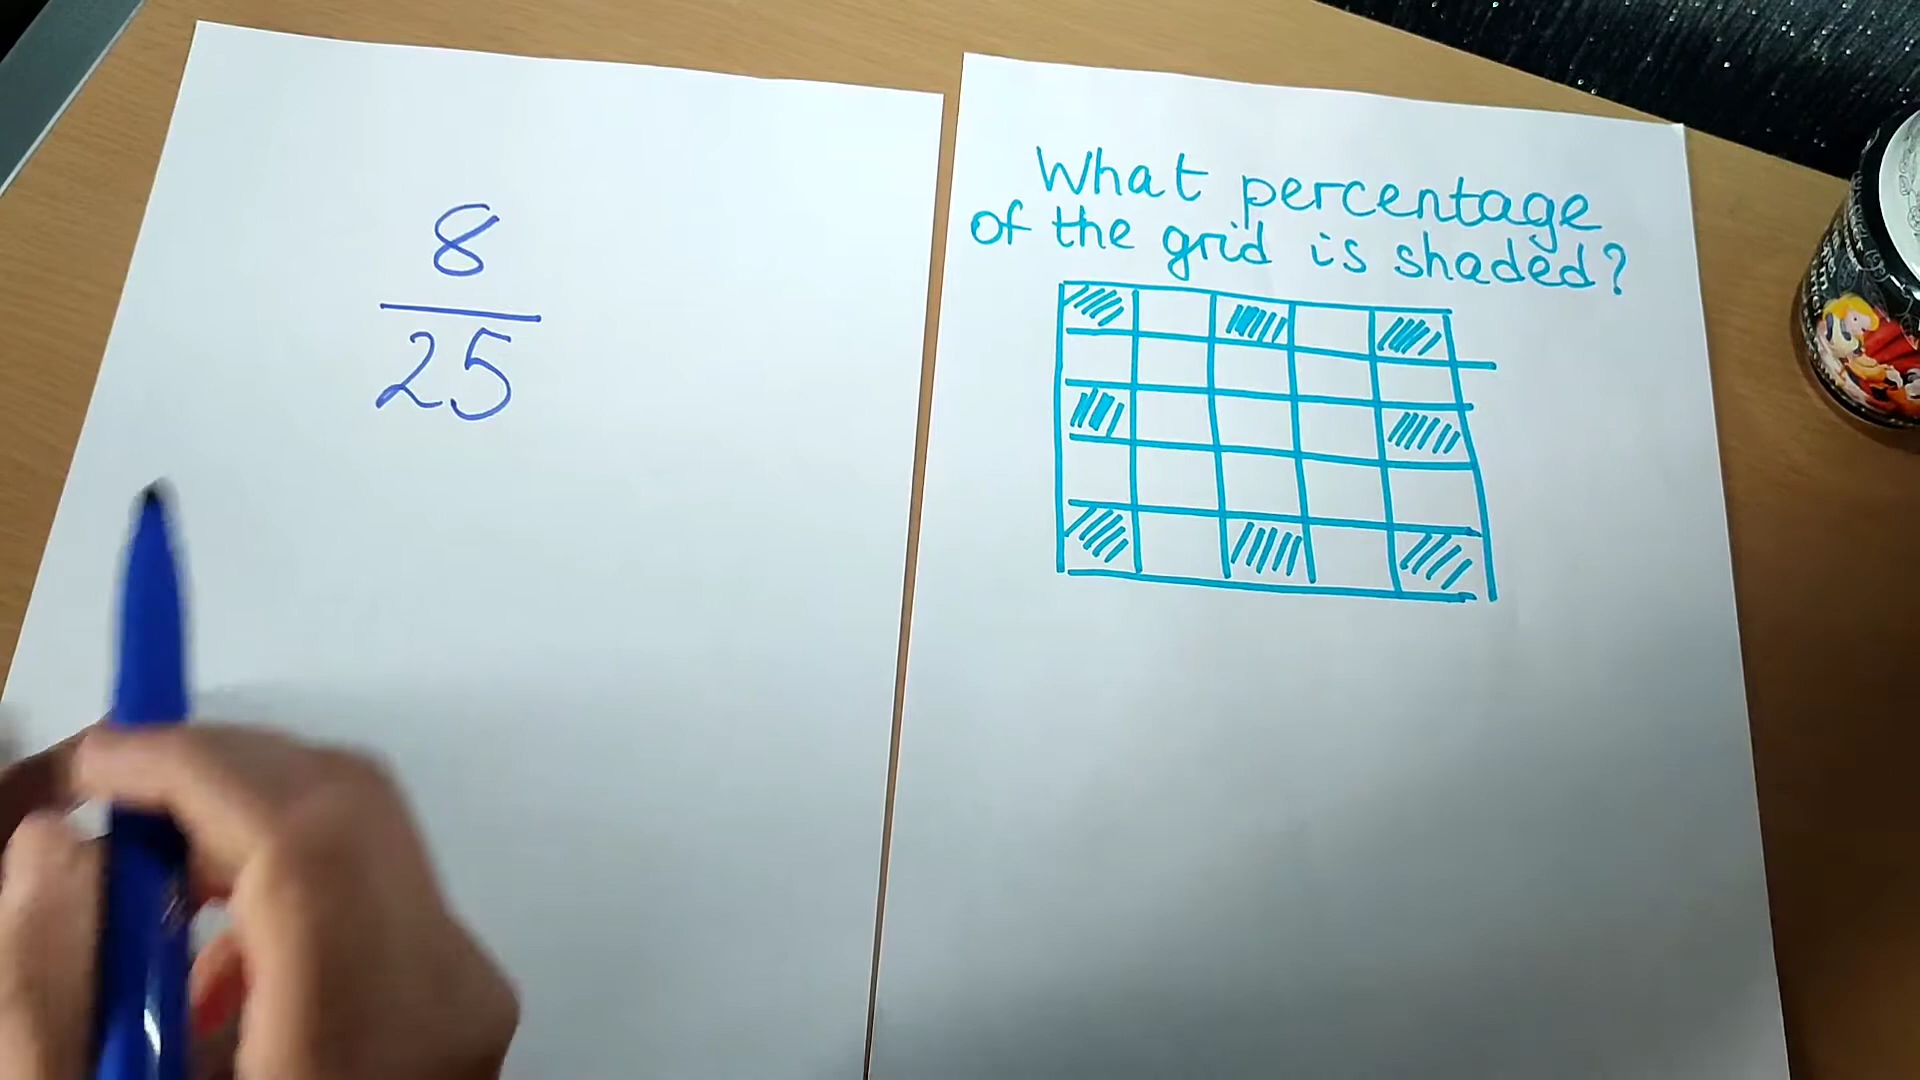 8
25
What percentage
of the grid is shaded?